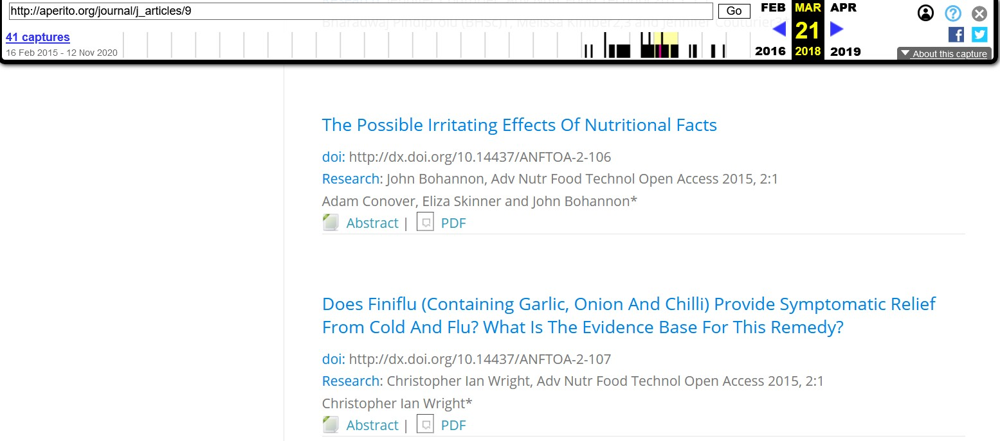 http://aperito.org/journal/j_articles/9
Go
FEB MAR APR
Bharadwaj Pindiprolu (BHSc)1, Melissa Kimber2,3 and Jennifer Couturier2
41 captures
21
16 Feb 2015 - 12 Nov 2020
2016 2018 2019
About this capture
The Possible Irritating Effects Of Nutritional Facts
doi: http://dx.doi.org/10.14437/ANFTOA-2-106
Research: John Bohannon, Adv Nutr Food Technol Open Access 2015, 2:1
Adam Conover, Eliza Skinner and John Bohannon*
Abstract | PDF
Does Finiflu (Containing Garlic, Onion And Chilli) Provide Symptomatic Relief
From Cold And Flu? What Is The Evidence Base For This Remedy?
doi: http://dx.doi.org/10.14437/ANFTOA-2-107
Research: Christopher Ian Wright, Adv Nutr Food Technol Open Access 2015, 2:1
Christopher Ian Wright*
Abstract | PDF